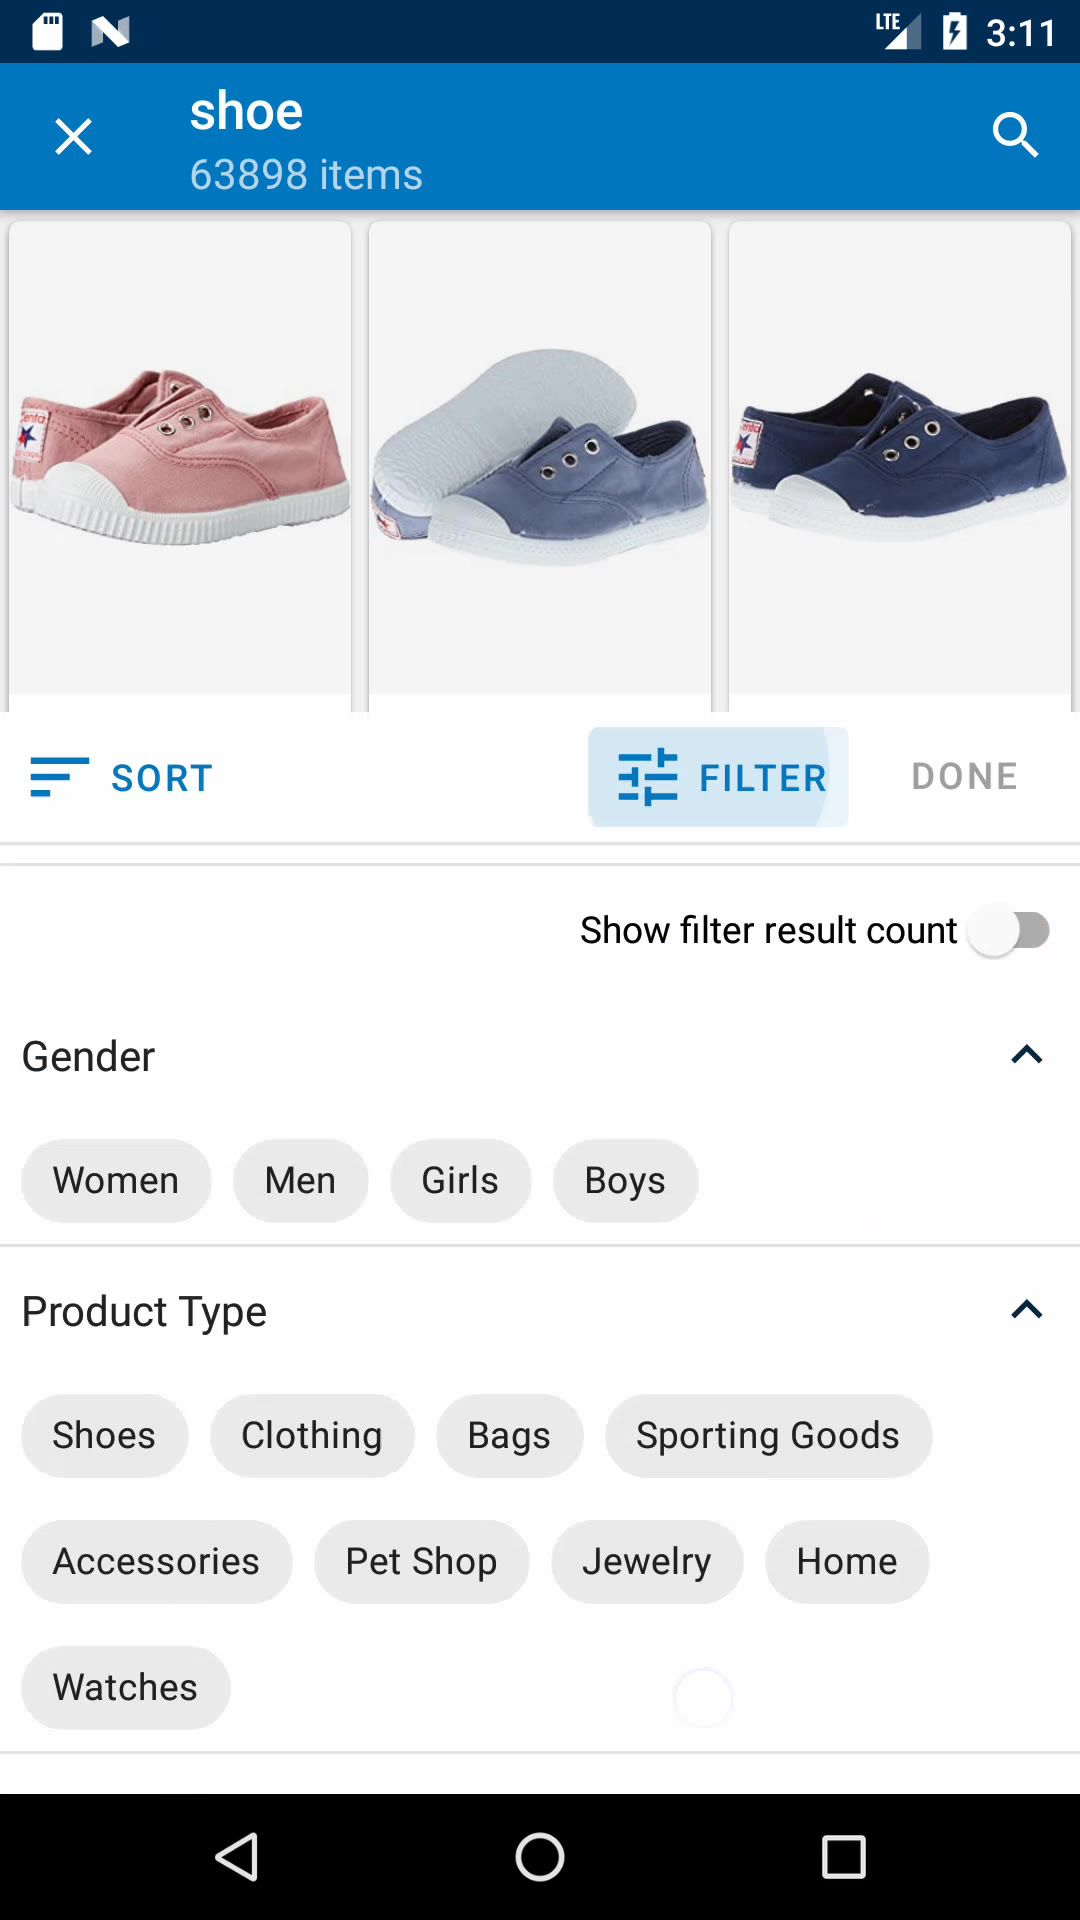 LTE 3:11
shoe
63898 items
SORT FILTER DONE
Show filter result count
Gender
Women Men Girls Boys
Product Type
Shoes Clothing Bags Sporting Goods
Accessories Pet Shop Jewelry Home
Watches